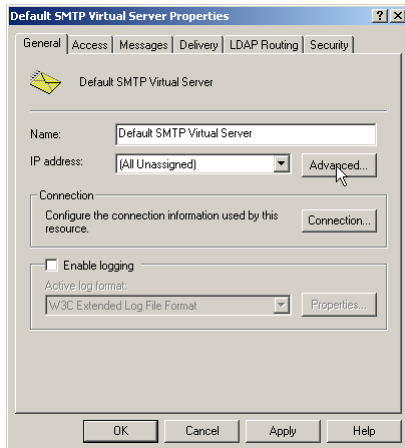 Default SMTP Virtual Server Properties
General Access Messages Delivery LDAP Routing Security
Default SMTP Virtual Server
Name: Default SMTP Virtual Server
IP address: (All Unassigned) Advanced...
Connection
Configure the connection information used by this
resource. Connection...
Enable logging
Active log format:
W3C Extended Log File Format Properties...
OK Cancel Apply Help